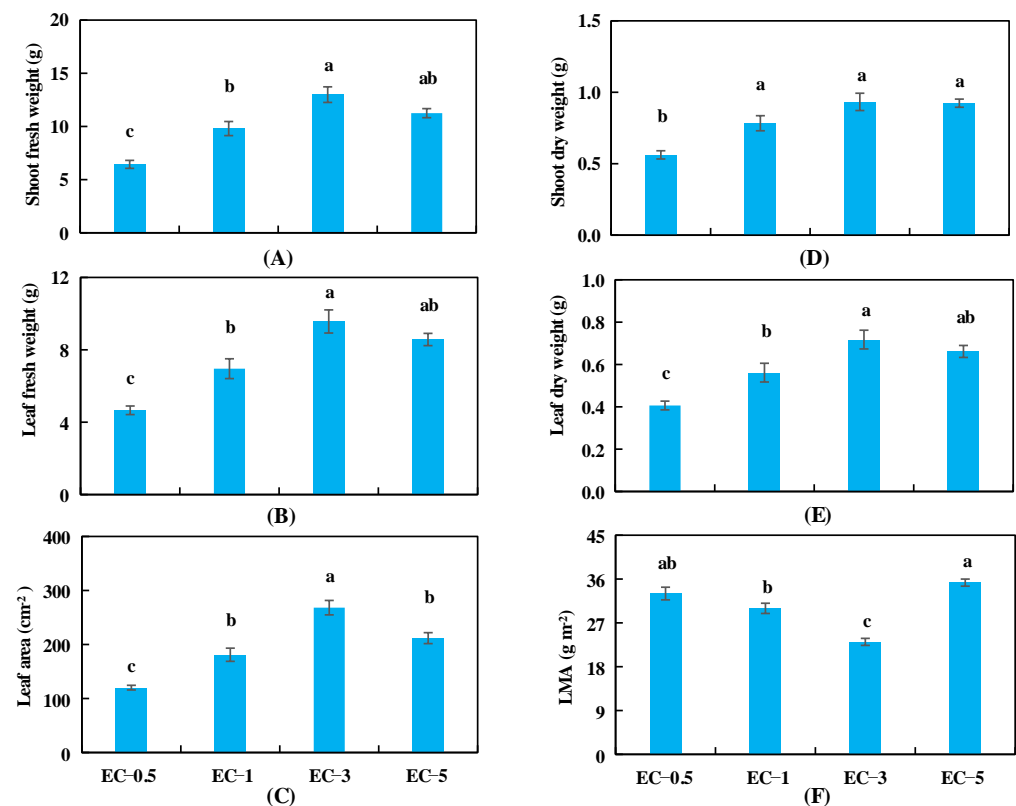 Shoot fresh weight (g)
20
15
10
5
0
c
b
a
ab
(A)
Shoot dry weight (g)
1.5
1.0
0.5
0.0
b
a
a
a
(D)
Leaf fresh weight (g)
12
8
4
0
c
b
a
ab
(B)
Leaf dry weight (g)
1.0
0.8
0.6
0.4
0.2
0.0
c
b
a
ab
(E)
Leaf area (cm⁻²)
400
300
200
100
0
c
b
a
b
EC-0.5 EC-1 EC-3 EC-5
(C)
LMA (g m⁻²)
45
36
27
18
9
0
ab
b
c
a
EC-0.5 EC-1 EC-3 EC-5
(F)